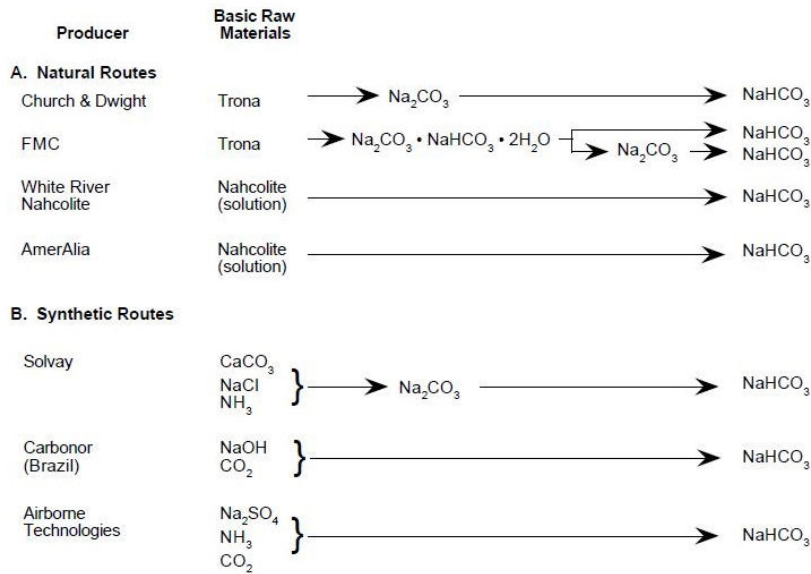 Producer Basic Raw Materials
A. Natural Routes
Church & Dwight Trona Na₂CO₃ NaHCO₃
FMC Trona Na₂CO₃ • NaHCO₃ • 2H₂O NaHCO₃
Na₂CO₃ NaHCO₃
White River Nahcolite Nahcolite (solution) NaHCO₃
AmerAlia Nahcolite (solution) NaHCO₃
B. Synthetic Routes
Solvay CaCO₃
NaCl } Na₂CO₃ NaHCO₃
NH₃
Carbonor NaOH
(Brazil) CO₂ } NaHCO₃
Airborne Na₂SO₄
Technologies NH₃ } NaHCO₃
CO₂